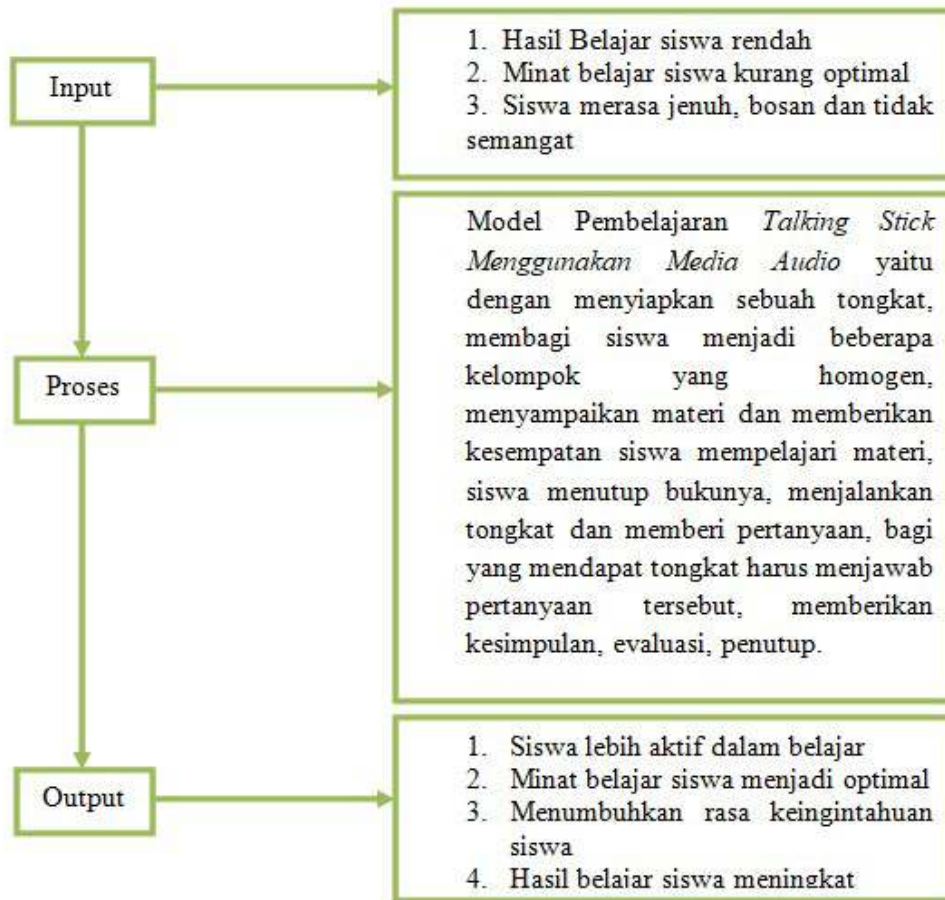 Input
1. Hasil Belajar siswa rendah
2. Minat belajar siswa kurang optimal
3. Siswa merasa jenuh, bosan dan tidak
semangat
Proses
Model Pembelajaran Talking Stick
Menggunakan Media Audio yaitu
dengan menyiapkan sebuah tongkat,
membagi siswa menjadi beberapa
kelompok yang homogen,
menyampaikan materi dan memberikan
kesempatan siswa mempelajari materi,
siswa menutup bukunya, menjalankan
tongkat dan memberi pertanyaan, bagi
yang mendapat tongkat harus menjawab
pertanyaan tersebut, memberikan
kesimpulan, evaluasi, penutup.
Output
1. Siswa lebih aktif dalam belajar
2. Minat belajar siswa menjadi optimal
3. Menumbuhkan rasa keingintahuan
siswa
4. Hasil belajar siswa meningkat